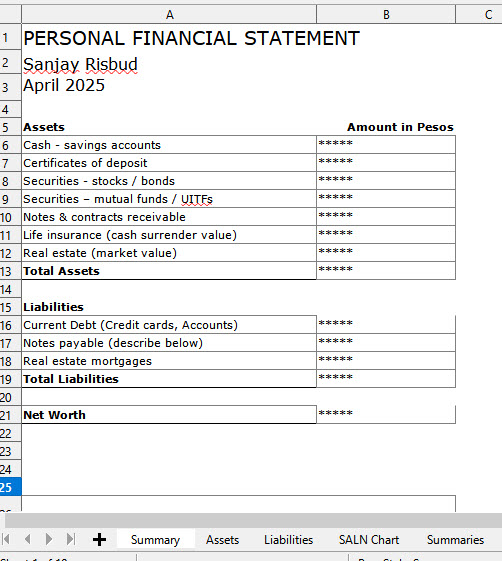 A B C
1 PERSONAL FINANCIAL STATEMENT
2 Sanjay Risbud
3 April 2025
4
5 Assets Amount in Pesos
6 Cash - savings accounts *****
7 Certificates of deposit *****
8 Securities - stocks / bonds *****
9 Securities – mutual funds / UITFs *****
10 Notes & contracts receivable *****
11 Life insurance (cash surrender value) *****
12 Real estate (market value) *****
13 Total Assets *****
14
15 Liabilities
16 Current Debt (Credit cards, Accounts) *****
17 Notes payable (describe below) *****
18 Real estate mortgages *****
19 Total Liabilities *****
20
21 Net Worth *****
22
23
24
25
Summary Assets Liabilities SALN Chart Summaries